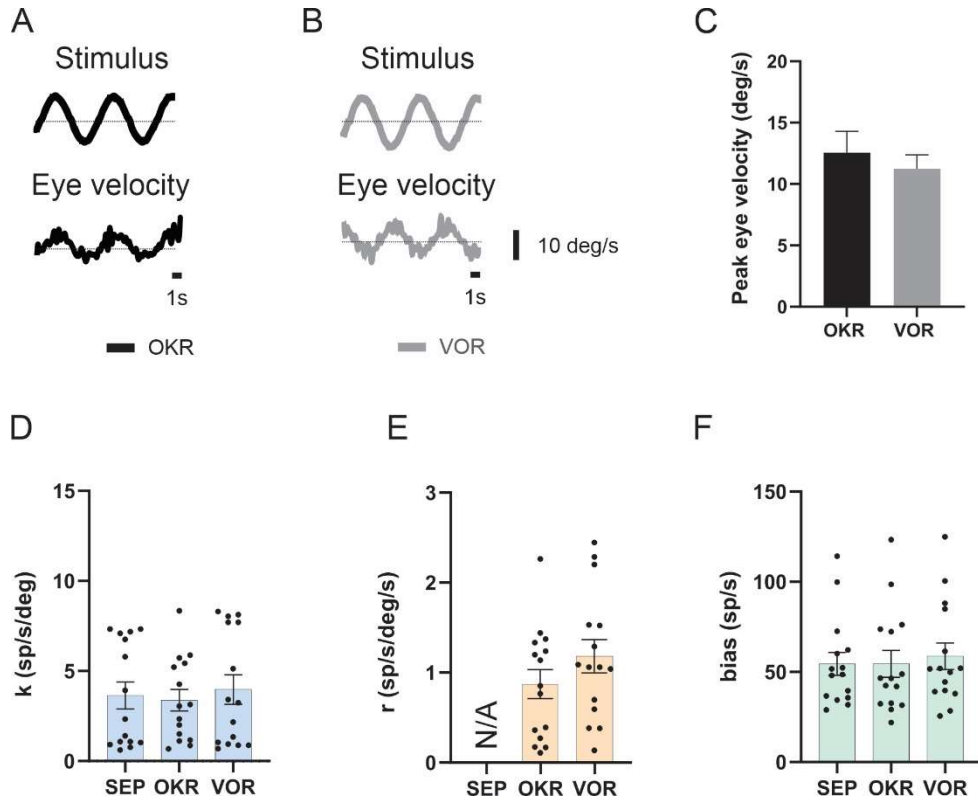 A
Stimulus
Eye velocity
1s
OKR
B
Stimulus
Eye velocity
10 deg/s
1s
VOR
C
Peak eye velocity (deg/s)
20
15
10
5
0
OKR VOR
D
k (sp/s/deg)
15
10
5
0
SEP OKR VOR
E
r (sp/s/deg/s)
3
2
1
0
N/A
SEP OKR VOR
F
bias (sp/s)
150
100
50
0
SEP OKR VOR